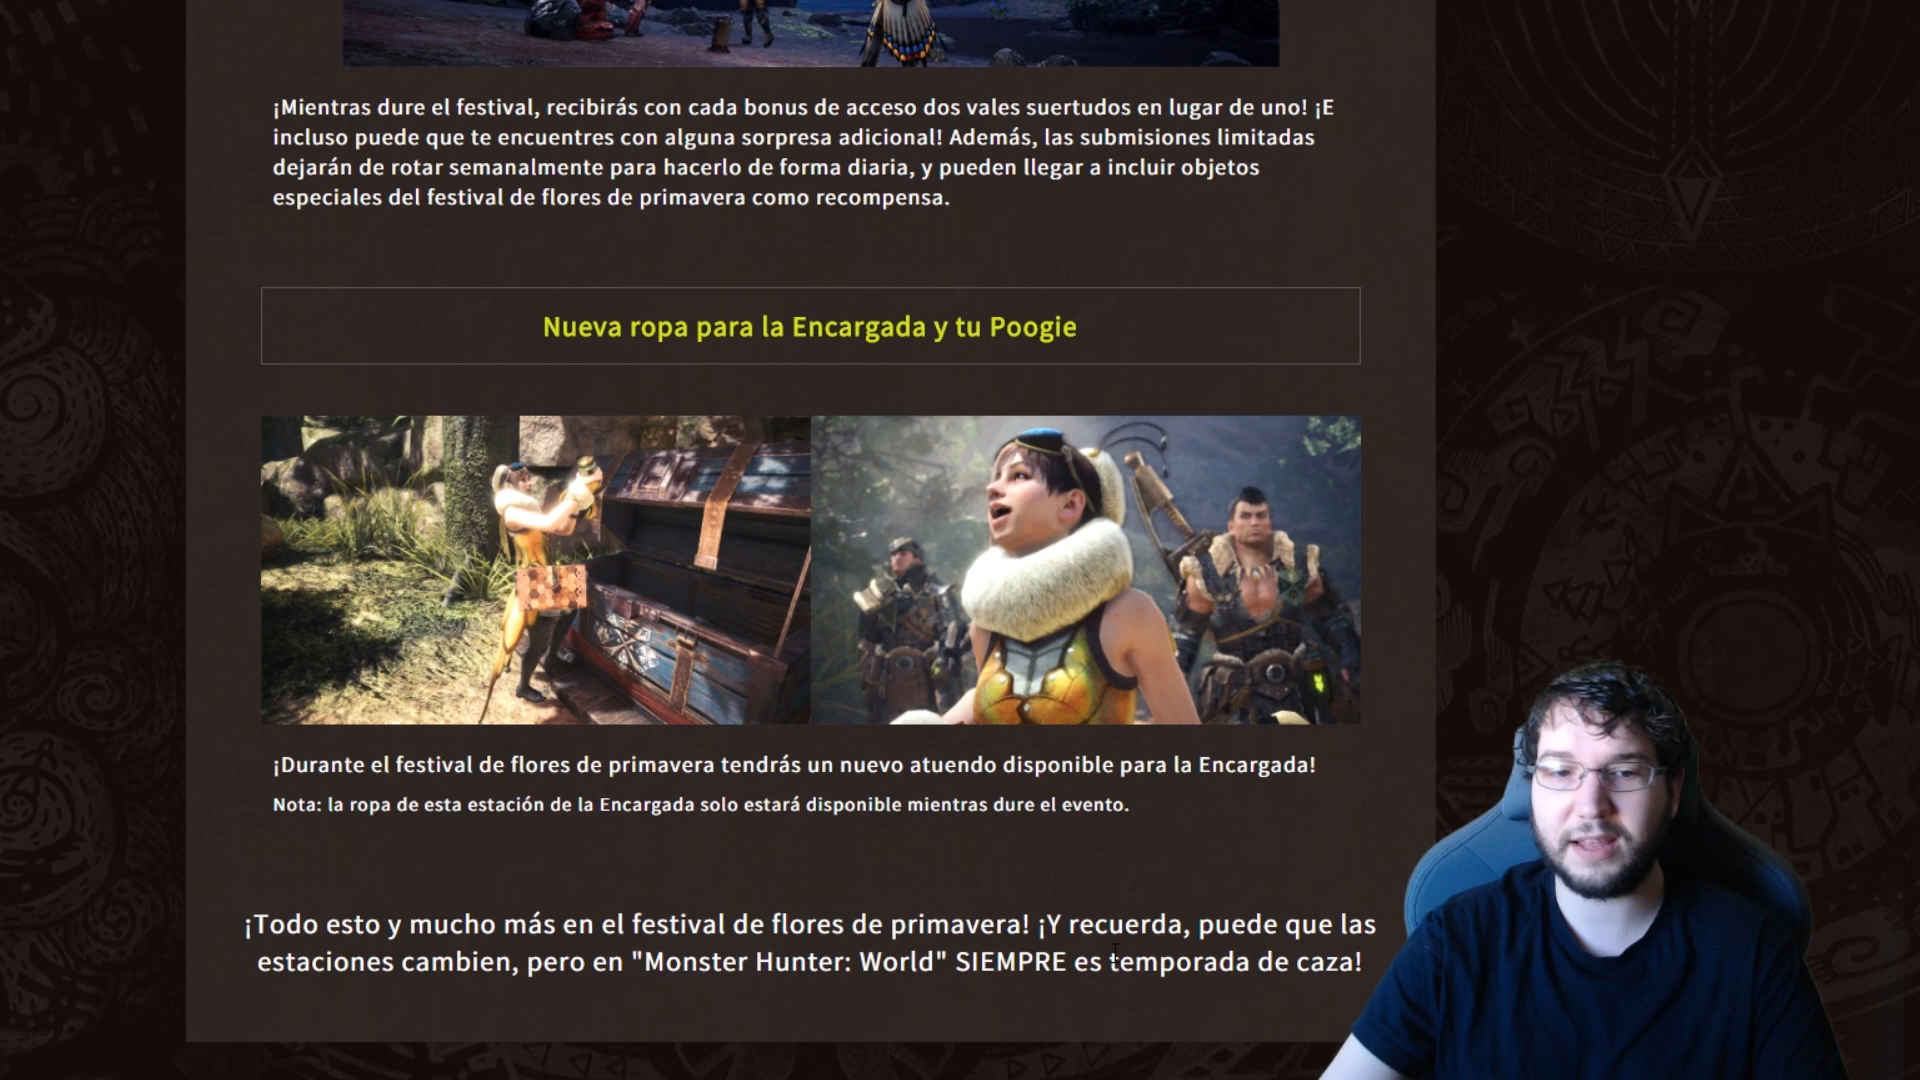 ¡Mientras dure el festival, recibirás con cada bonus de acceso dos vales suertudos en lugar de uno! ¡E
incluso puede que te encuentres con alguna sorpresa adicional! Además, las submisiones limitadas
dejarán de rotar semanalmente para hacerlo de forma diaria, y pueden llegar a incluir objetos
especiales del festival de flores de primavera como recompensa.
Nueva ropa para la Encargada y tu Poogie
¡Durante el festival de flores de primavera tendrás un nuevo atuendo disponible para la Encargada!
Nota: la ropa de esta estación de la Encargada solo estará disponible mientras dure el evento.
¡Todo esto y mucho más en el festival de flores de primavera! ¡Y recuerda, puede que las
estaciones cambien, pero en "Monster Hunter: World" SIEMPRE es temporada de caza!